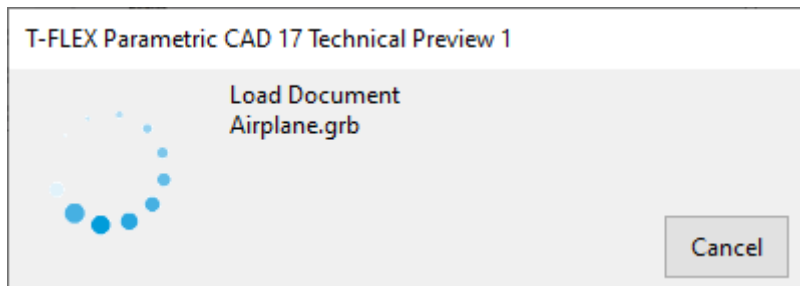 T-FLEX Parametric CAD 17 Technical Preview 1
Load Document
Airplane.grb
Cancel